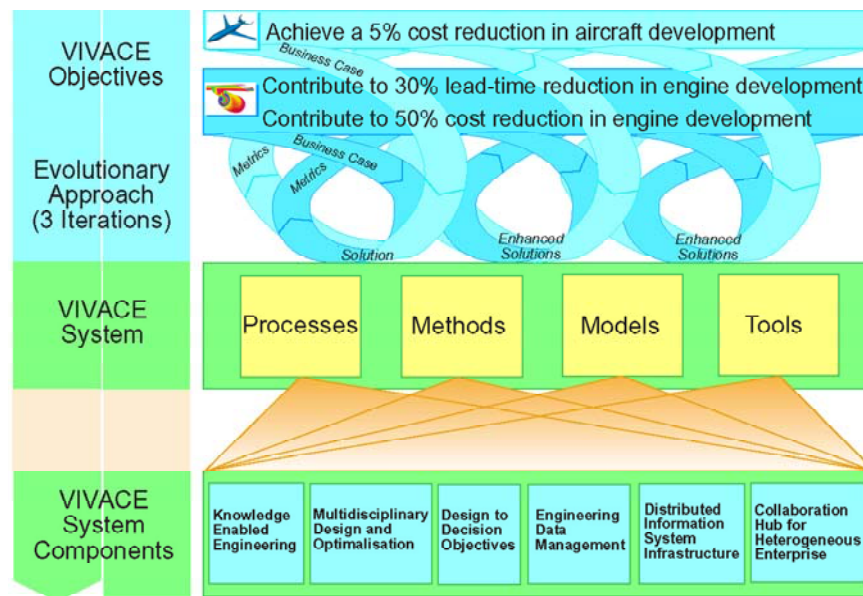 VIVACE
Objectives
Achieve a 5% cost reduction in aircraft development
Business Case
Contribute to 30% lead-time reduction in engine development
Contribute to 50% cost reduction in engine development
Evolutionary
Approach
(3 Iterations)
Metrics
Business Case
Metrics
Solution
Enhanced
Solutions
Enhanced
Solutions
VIVACE
System
Processes
Methods
Models
Tools
VIVACE
System
Components
Knowledge
Enabled
Engineering
Multidisciplinary
Design and
Optimalisation
Design to
Decision
Objectives
Engineering
Data
Management
Distributed
Information
System
Infrastructure
Collaboration
Hub for
Heterogeneous
Enterprise